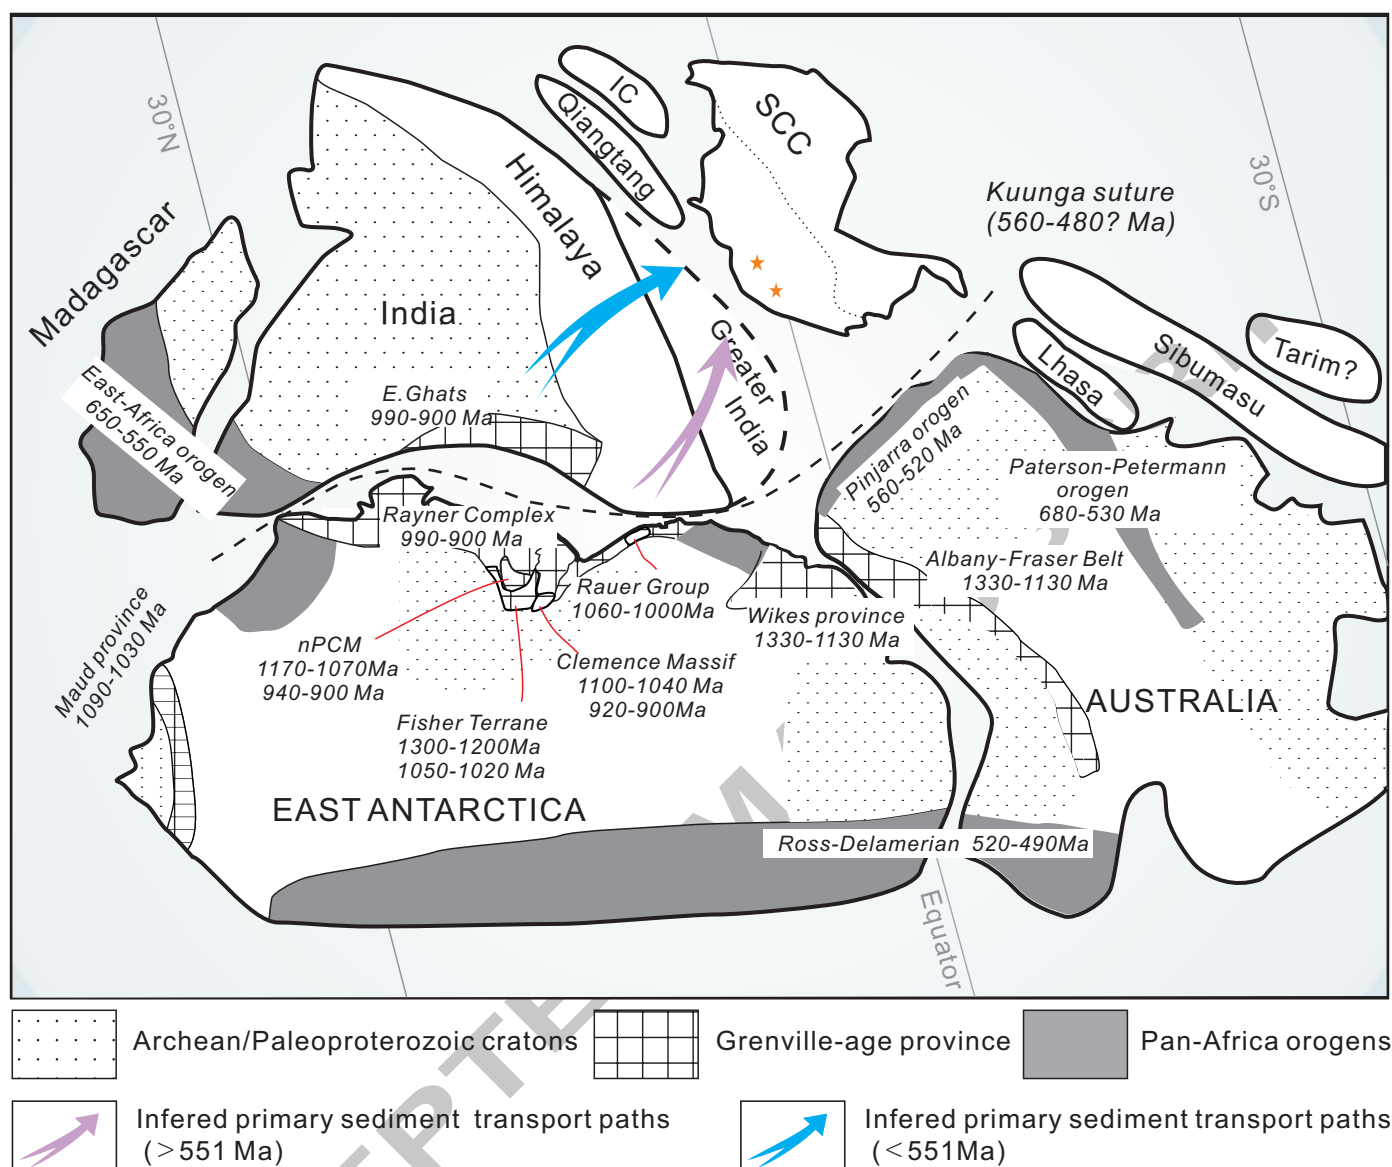 30°N
IC
Qiangtang
SCC
30°S
Kuunga suture
(560-480? Ma)
Himalaya
Madagascar
India
Greater
India
Sibumasu
Tarim?
Lhasa
East-Africa orogen
650-550 Ma
E.Ghats
990-900 Ma
Pinjarra orogen
560-520 Ma
Paterson-Petermann
orogen
680-530 Ma
Rayner Complex
990-900 Ma
Albany-Fraser Belt
1330-1130 Ma
Rauer Group
1060-1000Ma
Wikes province
1330-1130 Ma
Maud province
1090-1030 Ma
nPCM
1170-1070Ma
940-900 Ma
Clemence Massif
1100-1040 Ma
920-900Ma
Fisher Terrane
1300-1200Ma
1050-1020 Ma
AUSTRALIA
EAST ANTARCTICA
Ross-Delamerian 520-490Ma
Equator
Archean/Paleoproterozoic cratons
Grenville-age province
Pan-Africa orogens
Infered primary sediment transport paths
(>551 Ma)
Infered primary sediment transport paths
(<551Ma)